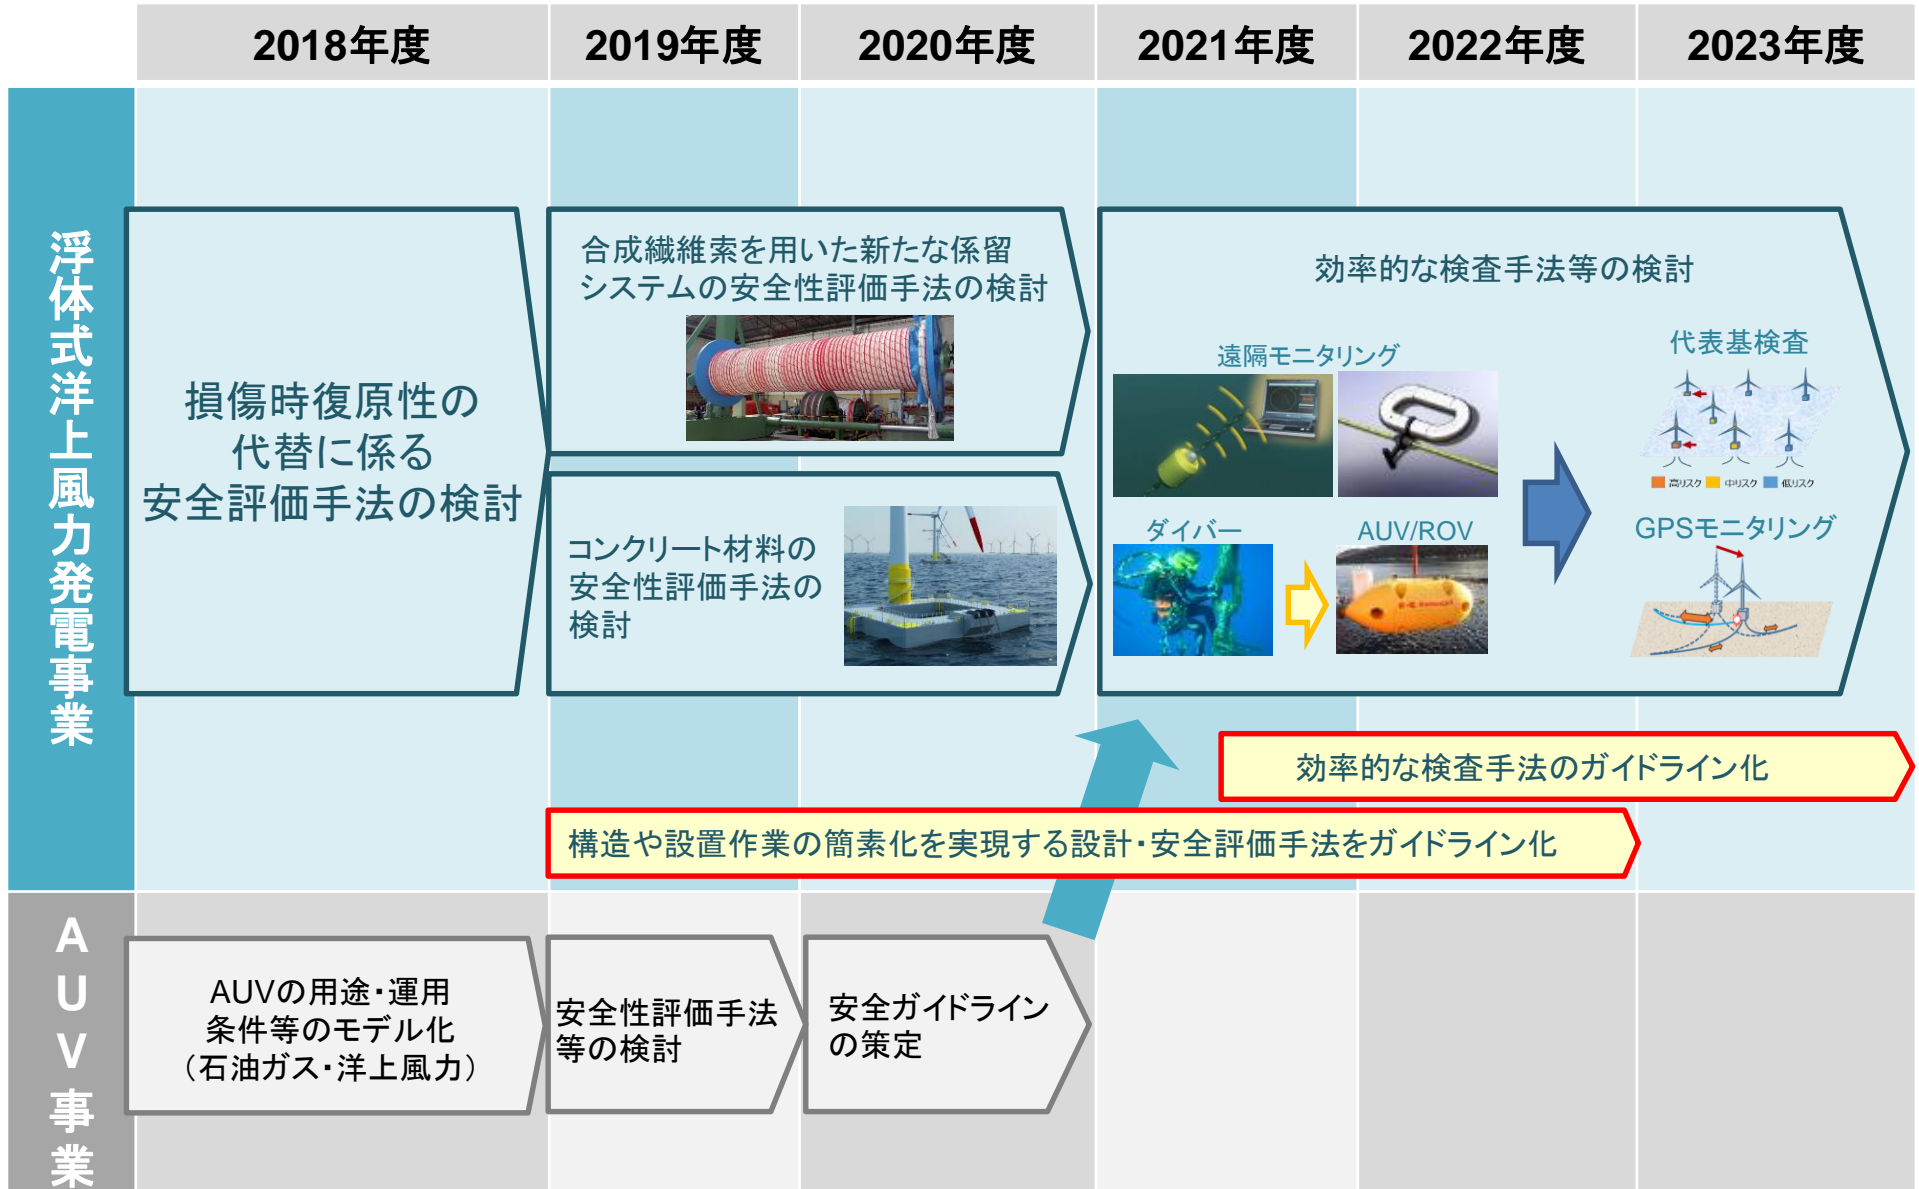 2018年度
2019年度
2020年度
2021年度
2022年度
2023年度
浮体式洋上風力発電事業
損傷時復原性の
代替に係る
安全評価手法の検討
合成繊維索を用いた新たな係留
システムの安全性評価手法の検討
コンクリート材料の
安全性評価手法の
検討
効率的な検査手法等の検討
遠隔モニタリング
代表基検査
高リスク
中リスク
低リスク
ダイバー
AUV/ROV
GPSモニタリング
効率的な検査手法のガイドライン化
構造や設置作業の簡素化を実現する設計・安全評価手法をガイドライン化
AUV事業
AUVの用途・運用
条件等のモデル化
（石油ガス・洋上風力）
安全性評価手法
等の検討
安全ガイドライン
の策定